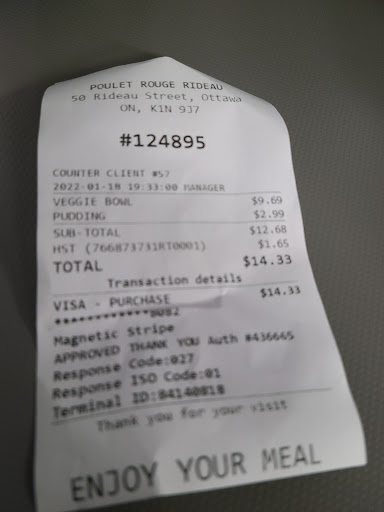 POULET ROUGE RIDEAU
50 Rideau Street, Ottawa
ON, K1N 9J7
#124895
COUNTER CLIENT #57
2022-01-18 19:33:00 MANAGER
VEGGIE BOWL $9.69
PUDDING $2.99
SUB-TOTAL $12.68
HST (766873731RT0001) $1.65
TOTAL $14.33
Transaction details
VISA - PURCHASE $14.33
************8082
Magnetic Stripe
APPROVED THANK YOU Auth #436665
Response Code:027
Response ISO Code:01
Terminal ID:84140818
Thank you for your visit
ENJOY YOUR MEAL